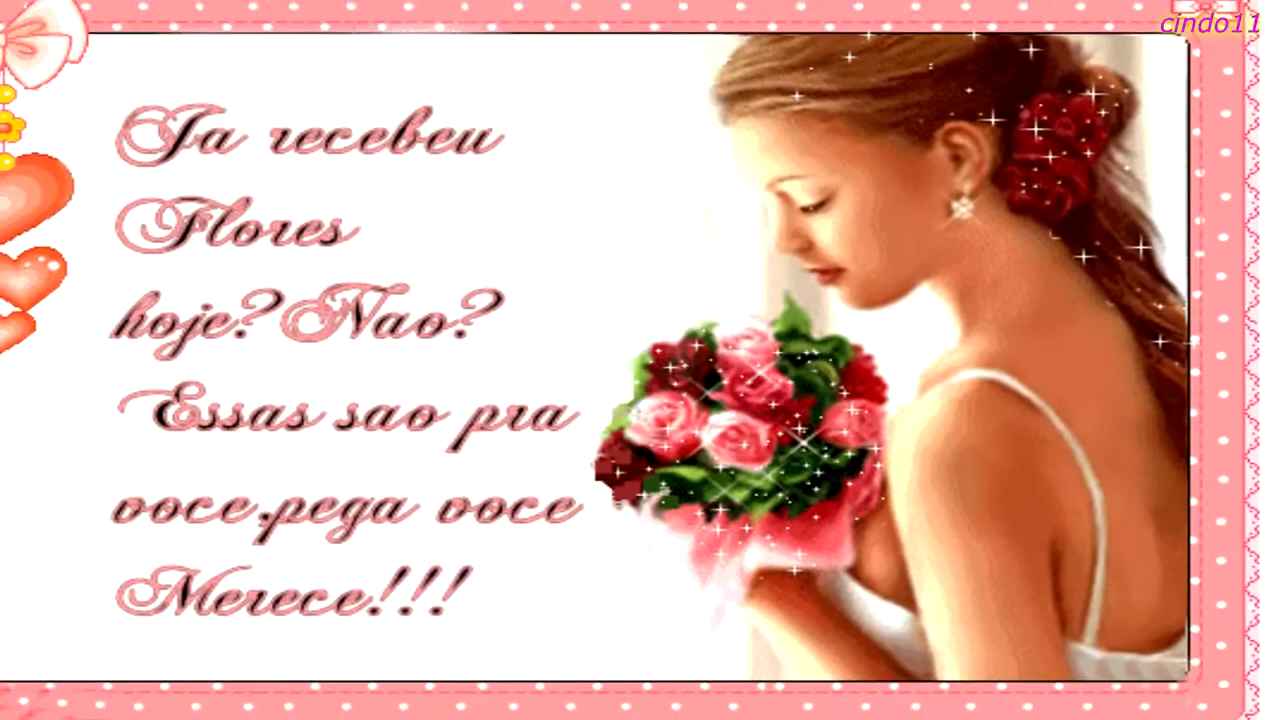 cindo11
Ja recebeu
Flores
hoje?Nao?
Essas sao pra
voce,pega voce
Merece!!!